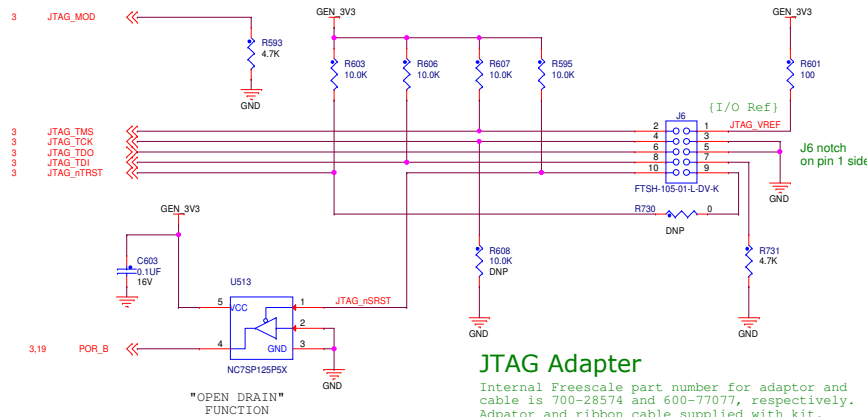 3 JTAG_MOD
GEN_3V3
GEN_3V3
R593
4.7K
GND
R603
10.0K
R606
10.0K
R607
10.0K
R595
10.0K
R601
100
{I/O Ref}
J6
JTAG_VREF
3 JTAG_TMS
3 JTAG_TCK
3 JTAG_TDO
3 JTAG_TDI
3 JTAG_nTRST
2 1
4 3
6 5
8 7
10 9
J6 notch
on pin 1 side
FTSH-105-01-L-DV-K
GND
R730 0
DNP
GEN_3V3
C603
0.1UF
16V
U513
R608
10.0K
DNP
R731
4.7K
5 VCC 1 JTAG_nSRST
2
4 GND 3
3,19 POR_B
NC7SP125P5X
GND
GND
GND
"OPEN DRAIN"
FUNCTION
JTAG Adapter
Internal Freescale part number for adaptor and
cable is 700-28574 and 600-77077, respectively.
Adpator and ribbon cable supplied with kit.